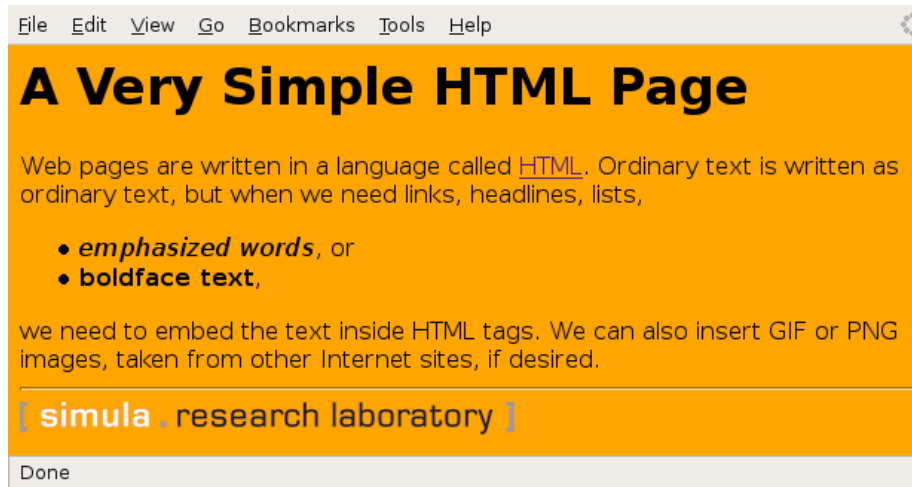 File Edit View Go Bookmarks Tools Help
A Very Simple HTML Page
Web pages are written in a language called HTML. Ordinary text is written as
ordinary text, but when we need links, headlines, lists,
• emphasized words, or
• boldface text,
we need to embed the text inside HTML tags. We can also insert GIF or PNG
images, taken from other Internet sites, if desired.
[ simula . research laboratory ]
Done